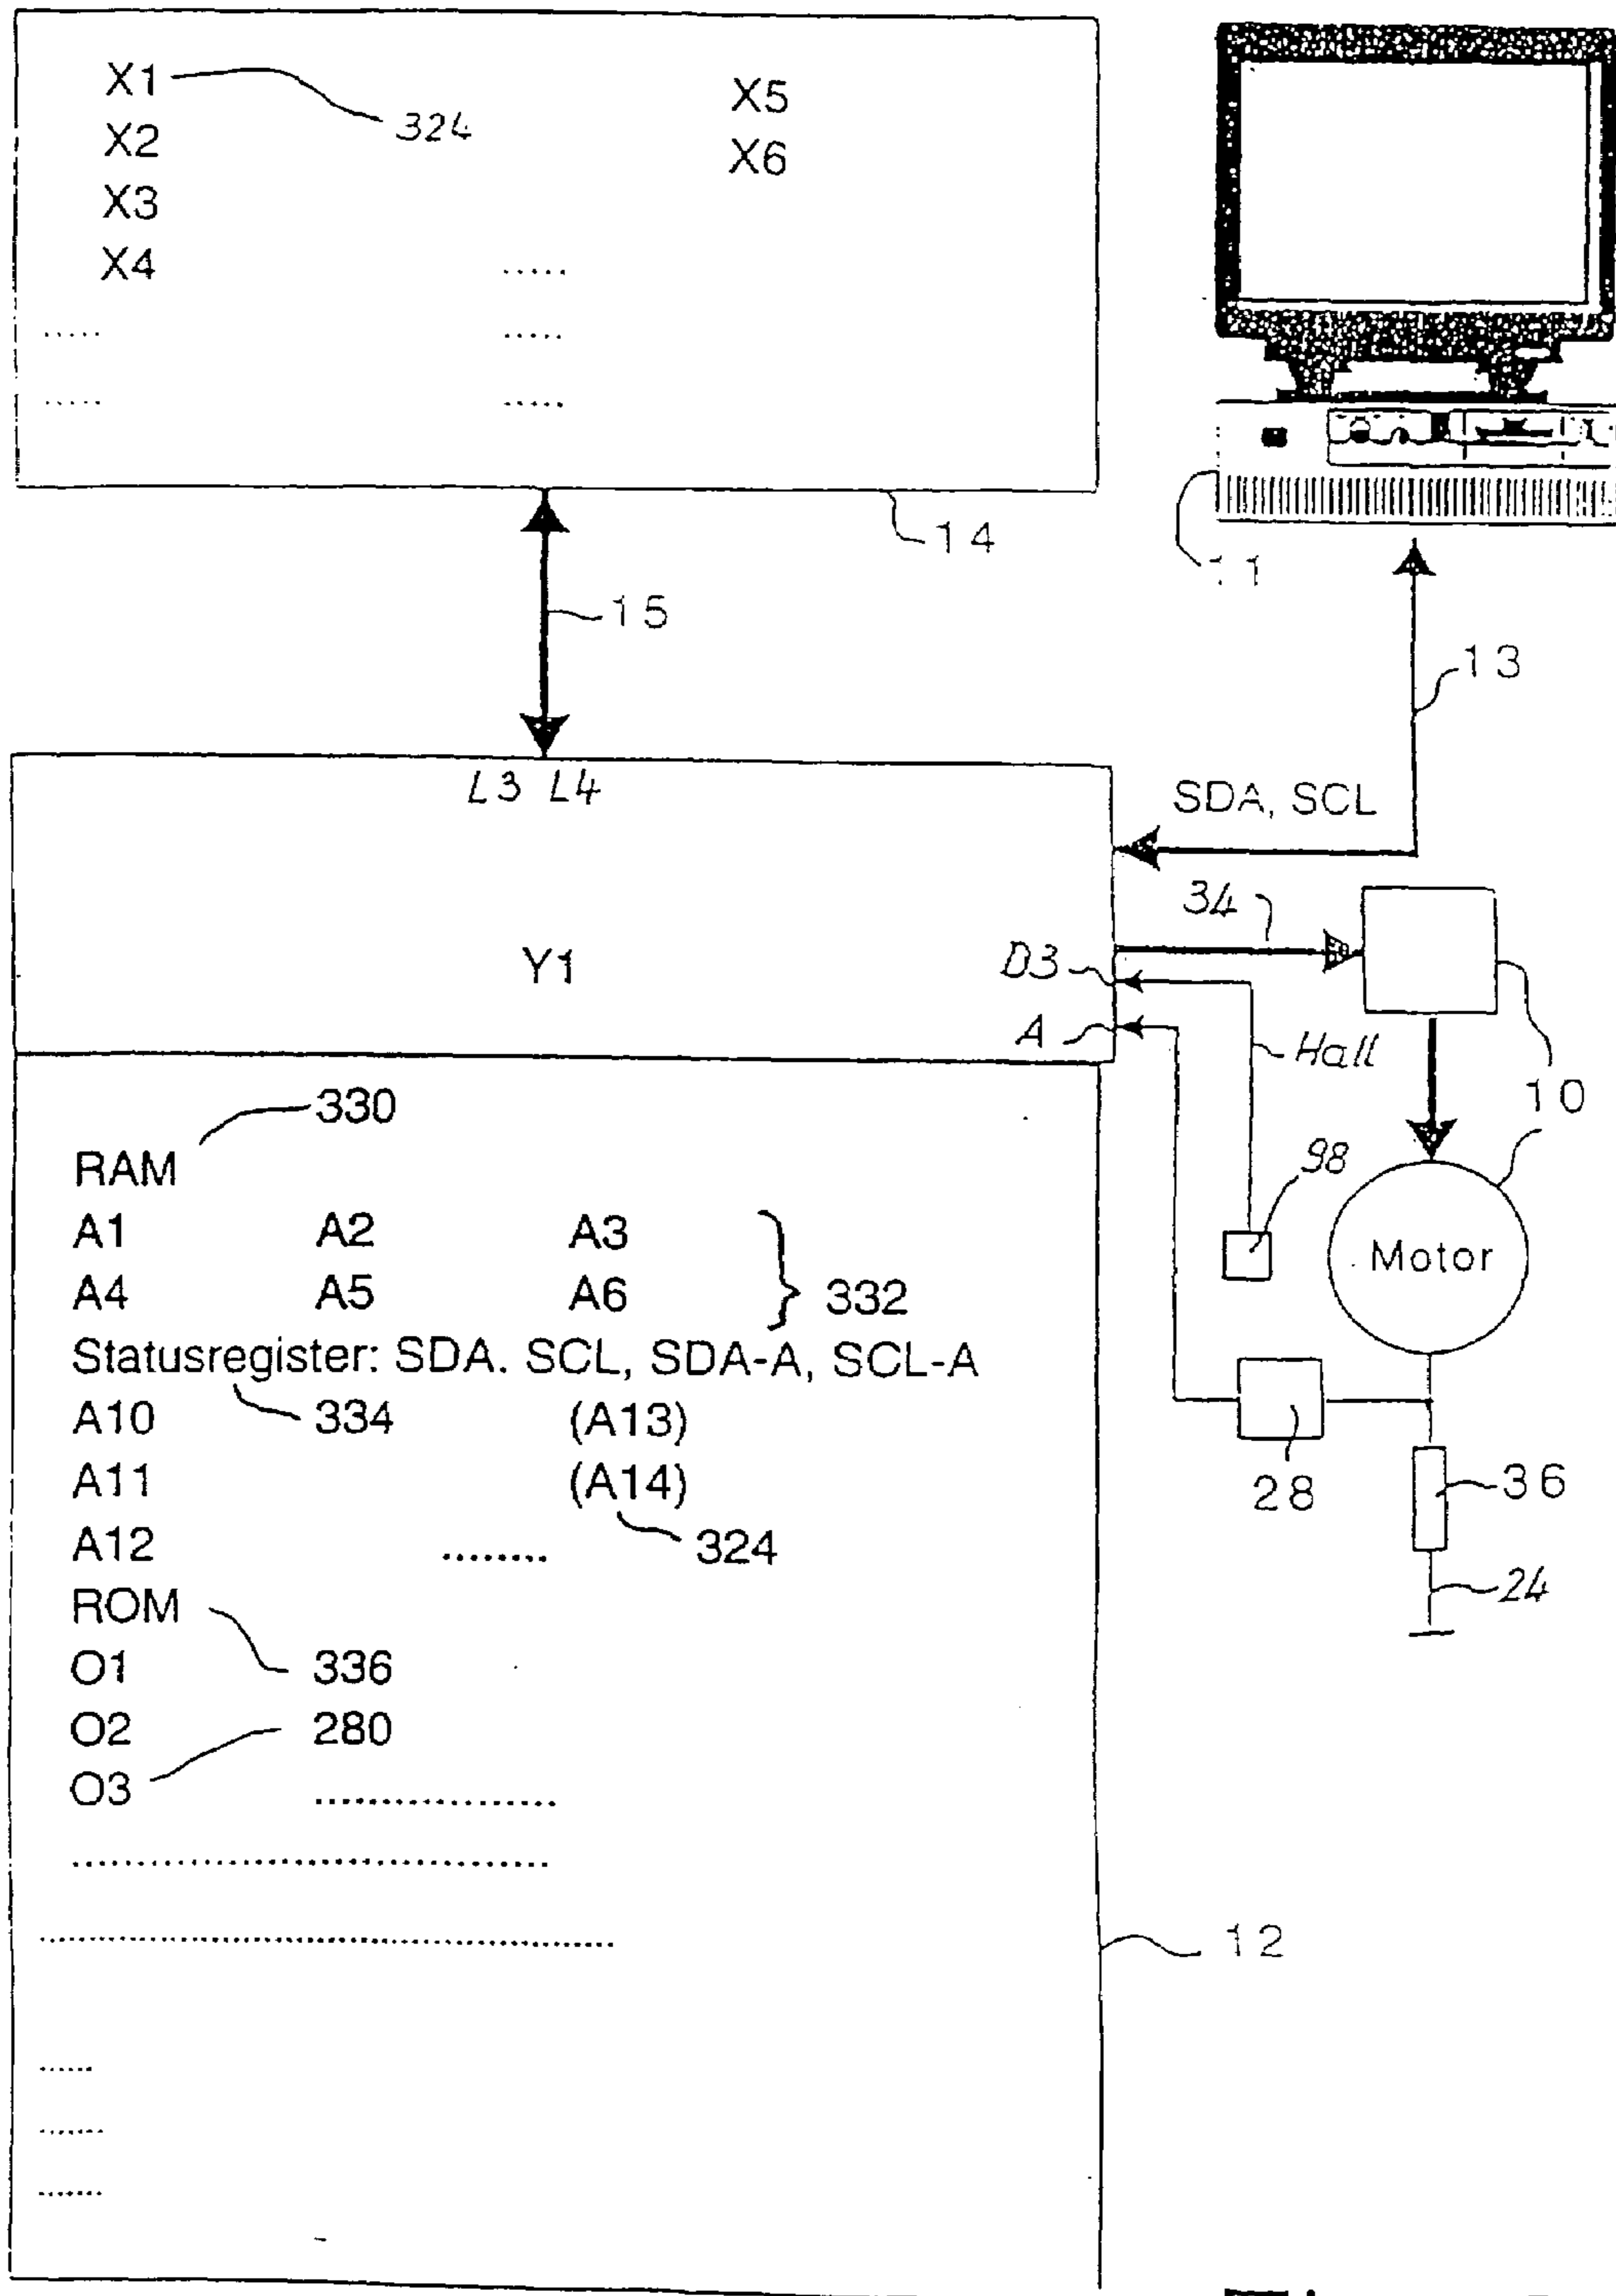 X1
324
X5
X2
X6
X3
X4
.....
..... .....
..... .....
14
11
15
13
L3 L4
SDA, SCL
34
Y1
D3
A
Hall
10
330
RAM
98
A1 A2 A3
Motor
A4 A5 A6
332
Statusregister: SDA. SCL, SDA-A, SCL-A
A10 334 (A13)
A11 (A14)
28
36
A12 ........ 324
24
ROM
O1 336
O2 280
O3 ................
12